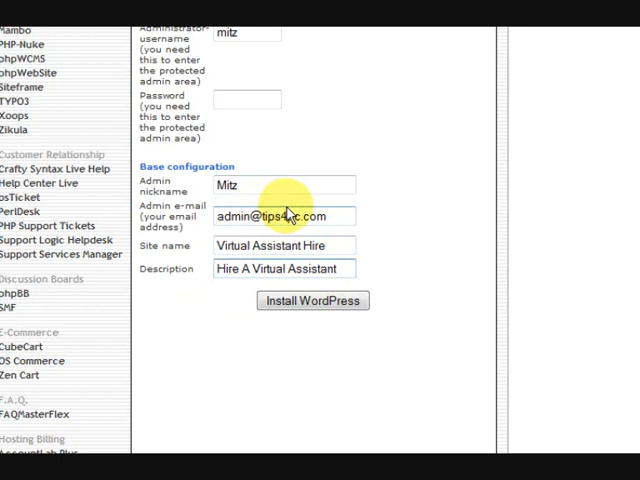 Mambo
PHP-Nuke
phpWCMS
phpWebSite
Siteframe
TYPO3
Xoops
Zikula
Customer Relationship
Crafty Syntax Live Help
Help Center Live
osTicket
PerlDesk
PHP Support Tickets
Support Logic Helpdesk
Support Services Manager
Discussion Boards
phpBB
SMF
E-Commerce
CubeCart
OS Commerce
Zen Cart
F.A.Q.
FAQMasterFlex
Hosting Billing
AccountLab Plus
Administrator-
username mitz
(you need
this to enter
the protected
admin area)
Password
(you need
this to enter
the protected
admin area)
Base configuration
Admin
nickname Mitz
Admin e-mail
(your email
address)
Site name Virtual Assistant Hire
Description Hire A Virtual Assistant
Install WordPress